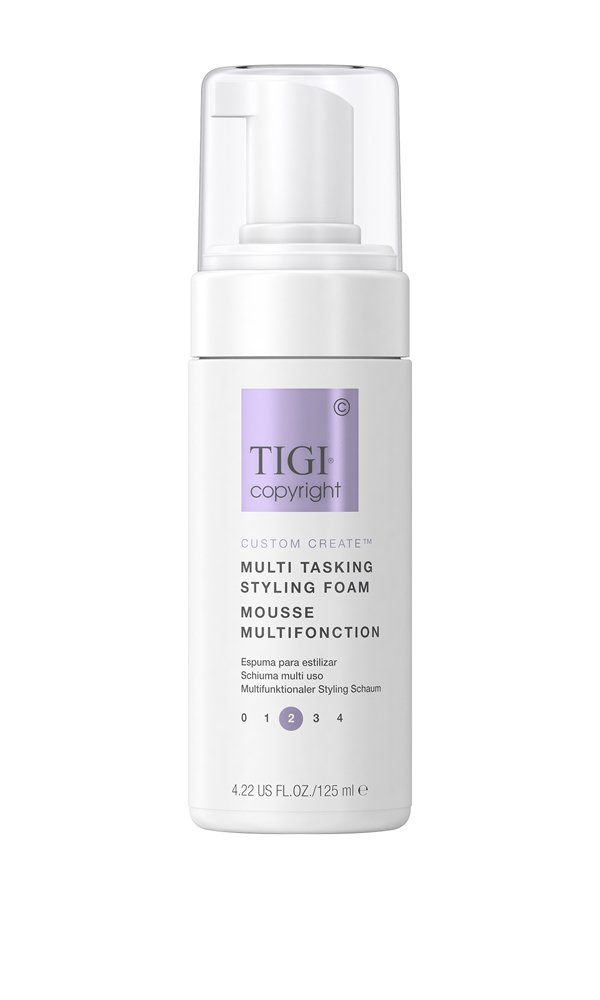 ©
TIGI®
copyright
CUSTOM CREATE™
MULTI TASKING
STYLING FOAM
MOUSSE
MULTIFONCTION
Espuma para estilizar
Schiuma multi uso
Multifunktionaler Styling Schaum
0 1 2 3 4
4.22 US FL.OZ./125 ml ℮